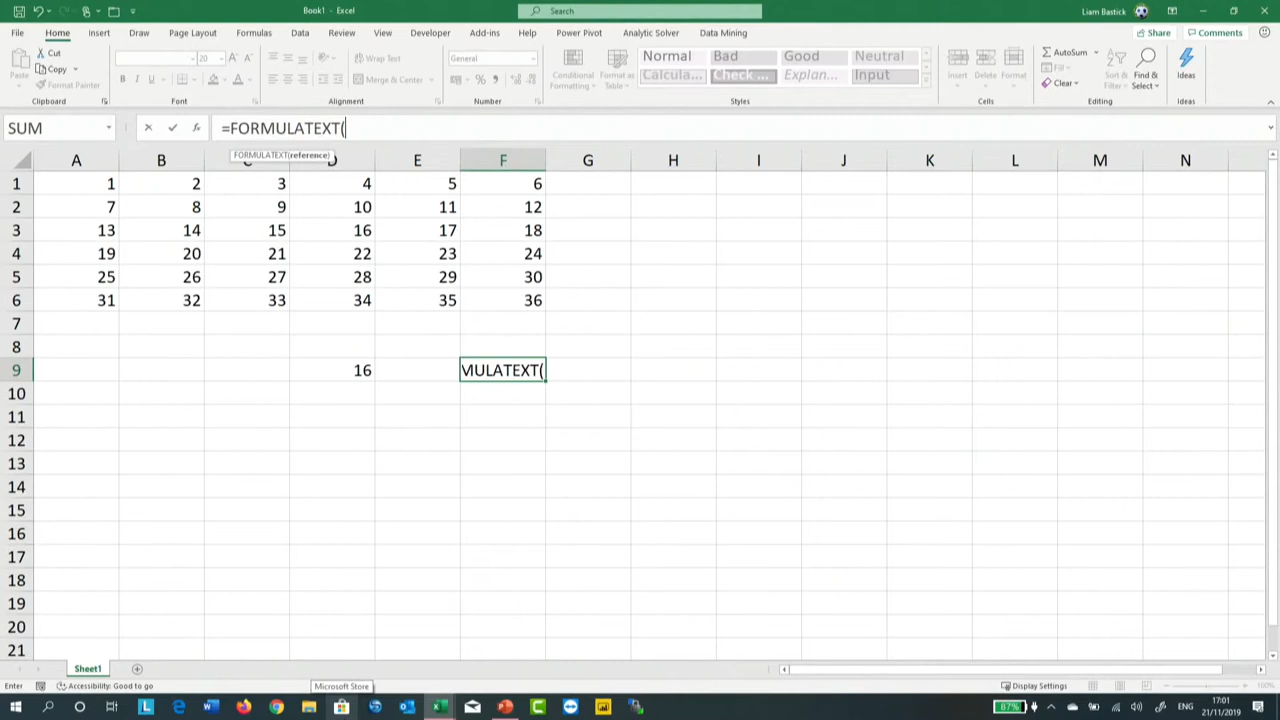 Book1 - Excel
Search
Liam Bastick
File Home Insert Draw Page Layout Formulas Data Review View Developer Add-ins Help Power Pivot Analytic Solver Data Mining
Share Comments
Paste
Cut
Copy
Format Painter
Clipboard
20 A A
B I U A
Font
Wrap Text
Merge & Center
Alignment
General
%
Number
Conditional Formatting
Format as Table
Normal Bad Good Neutral
Calcula... Check ... Explan... Input
Styles
Insert Delete Format
Cells
AutoSum
Fill
Clear
Sort & Filter
Find & Select
Editing
Ideas
Ideas
SUM fx =FORMULATEXT(
FORMULATEXT(reference)
A B C D E F G H I J K L M N
1 1 2 3 4 5 6
2 7 8 9 10 11 12
3 13 14 15 16 17 18
4 19 20 21 22 23 24
5 25 26 27 28 29 30
6 31 32 33 34 35 36
7
8
9 16 MULATEXT(
10
11
12
13
14
15
16
17
18
19
20
21
Sheet1
Enter Accessibility: Good to go Microsoft Store Display Settings 100%
87% 17:01
21/11/2019